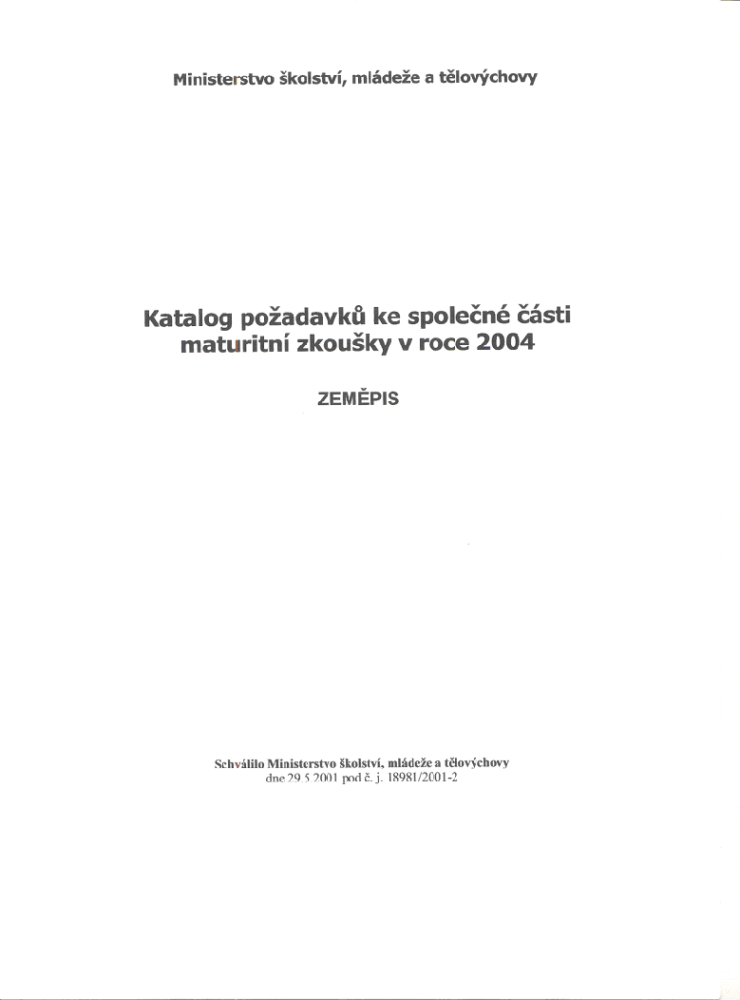 Ministerstvo školství, mládeže a tělovýchovy
Katalog požadavků ke společné části
maturitní zkoušky v roce 2004
ZEMĚPIS
Schválilo Ministerstvo školství, mládeže a tělovýchovy
dne 29.5.2001 pod č. j. 18981/2001-2